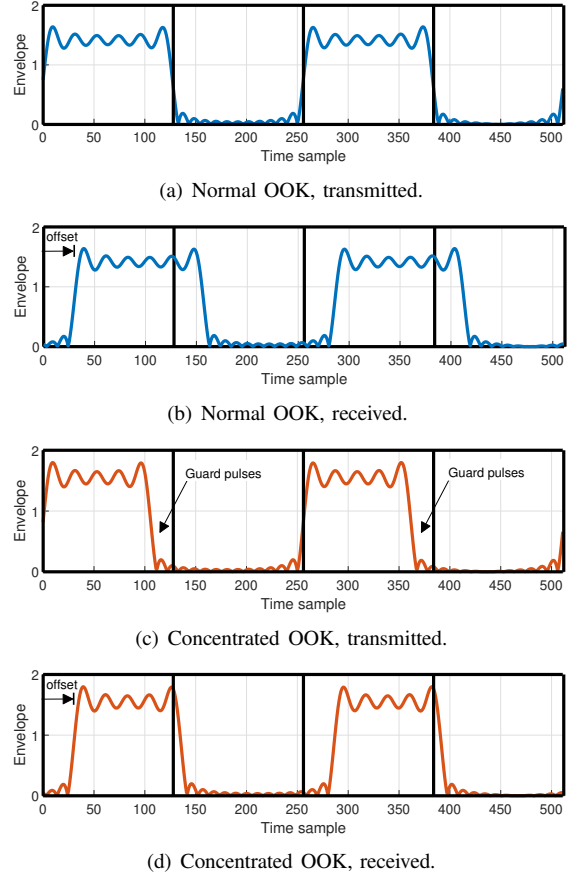 2
1
0
Envelope
0 50 100 150 200 250 300 350 400 450 500
Time sample
(a) Normal OOK, transmitted.
2
offset
1
0
Envelope
0 50 100 150 200 250 300 350 400 450 500
Time sample
(b) Normal OOK, received.
2
Guard pulses
Guard pulses
1
0
Envelope
0 50 100 150 200 250 300 350 400 450 500
Time sample
(c) Concentrated OOK, transmitted.
2
offset
1
0
Envelope
0 50 100 150 200 250 300 350 400 450 500
Time sample
(d) Concentrated OOK, received.